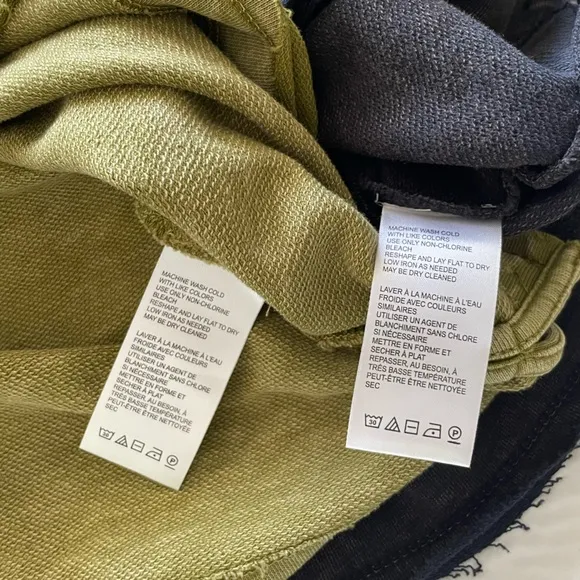 MACHINE WASH COLD
WITH LIKE COLORS
USE ONLY NON-CHLORINE
BLEACH
RESHAPE AND LAY FLAT TO DRY
LOW IRON AS NEEDED
MAY BE DRY CLEANED
LAVER À LA MACHINE À L'EAU
FROIDE AVEC COULEURS
SIMILAIRES
UTILISER UN AGENT DE
BLANCHIMENT SANS CHLORE
SI NÉCESSAIRE
METTRE EN FORME ET
SÉCHER À PLAT
REPASSER, AU BESOIN, À
TRÈS BASSE TEMPÉRATURE
PEUT-ÊTRE ÊTRE NETTOYÉE
SEC
30
P
MACHINE WASH COLD
WITH LIKE COLORS
USE ONLY NON-CHLORINE
BLEACH
RESHAPE AND LAY FLAT TO DRY
LOW IRON AS NEEDED
MAY BE DRY CLEANED
LAVER À LA MACHINE À L'EAU
FROIDE AVEC COULEURS
SIMILAIRES
UTILISER UN AGENT DE
BLANCHIMENT SANS CHLORE
SI NÉCESSAIRE
METTRE EN FORME ET
SÉCHER À PLAT
REPASSER, AU BESOIN, À
TRÈS BASSE TEMPÉRATURE
PEUT-ÊTRE ÊTRE NETTOYÉE
SEC
30
P